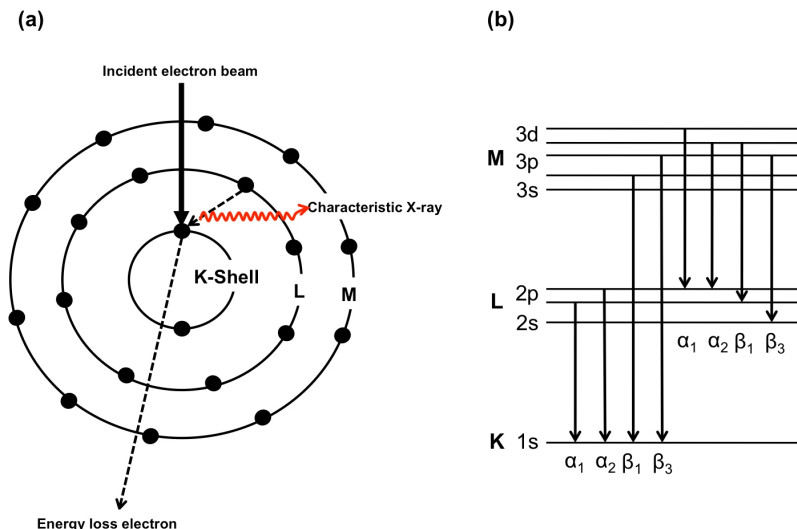 (a)
Incident electron beam
Characteristic X-ray
K-Shell
L
M
Energy loss electron
(b)
3d
M
3p
3s
L
2p
2s
α1 α2 β1 β3
K 1s
α1 α2 β1 β3